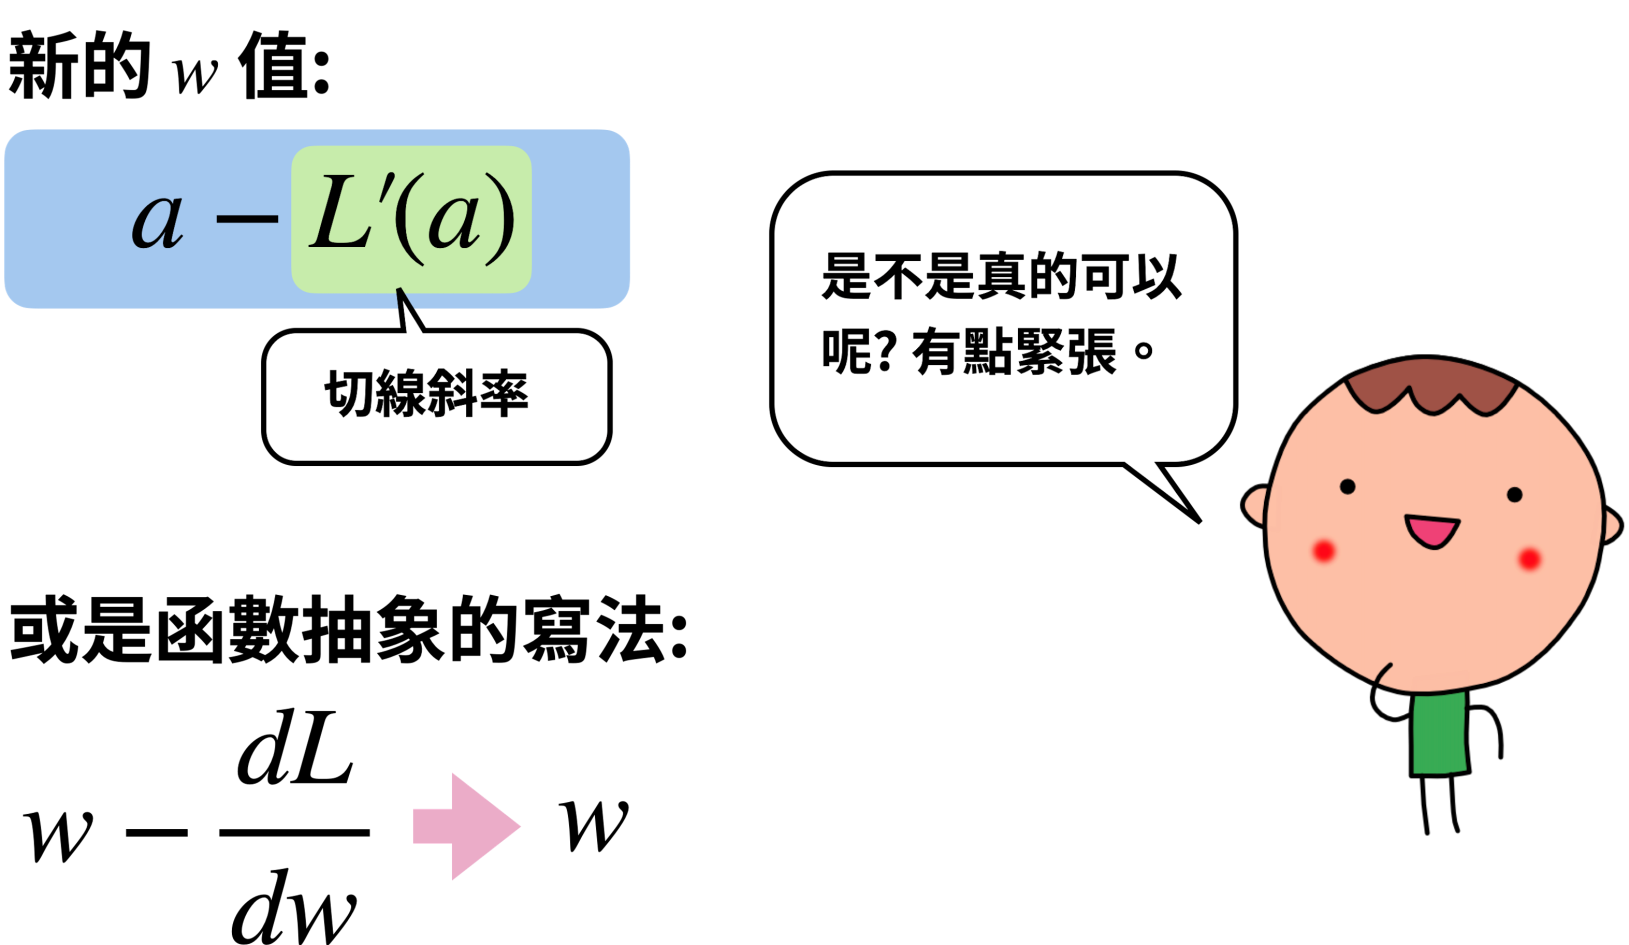 新的 w 值:
a − L′(a)
切線斜率
是不是真的可以
呢? 有點緊張。
或是函數抽象的寫法:
w − dL/dw ➡ w